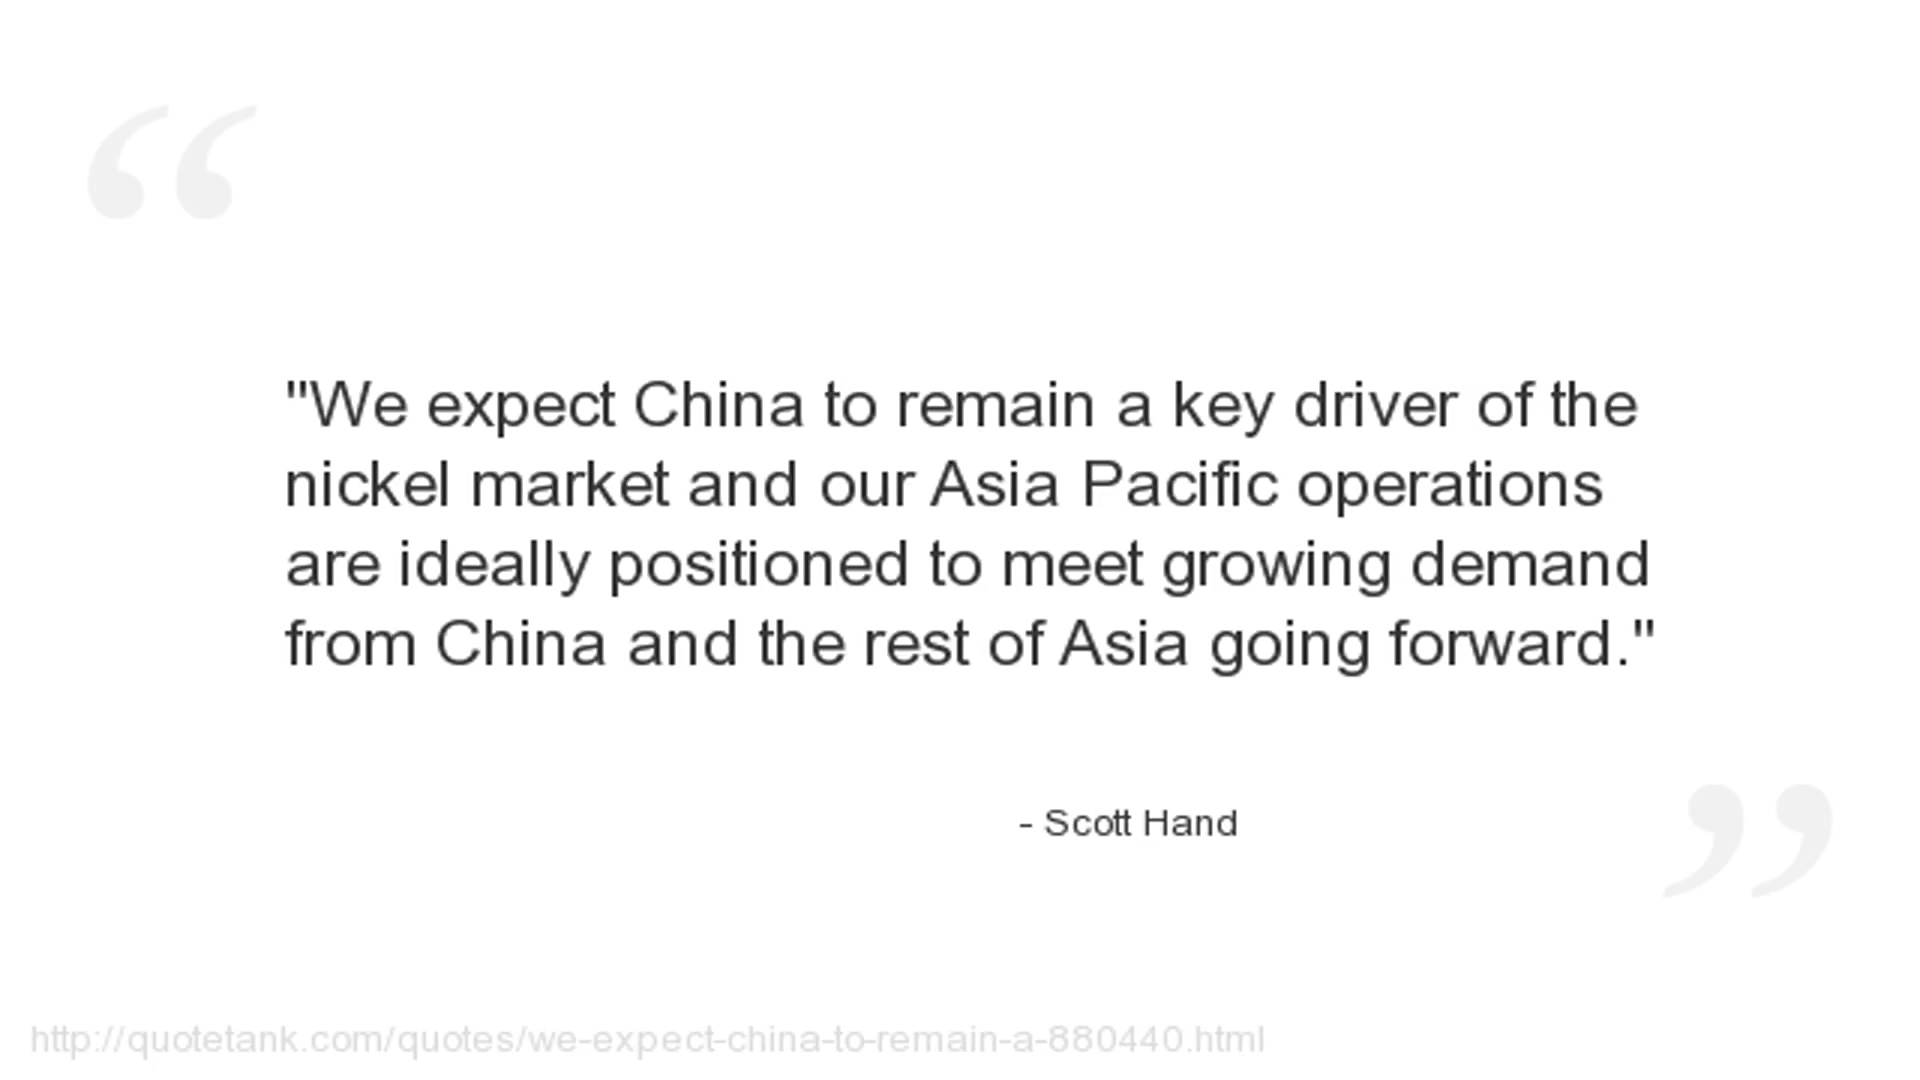 "We expect China to remain a key driver of the
nickel market and our Asia Pacific operations
are ideally positioned to meet growing demand
from China and the rest of Asia going forward."
- Scott Hand
http://quotetank.com/quotes/we-expect-china-to-remain-a-880440.html